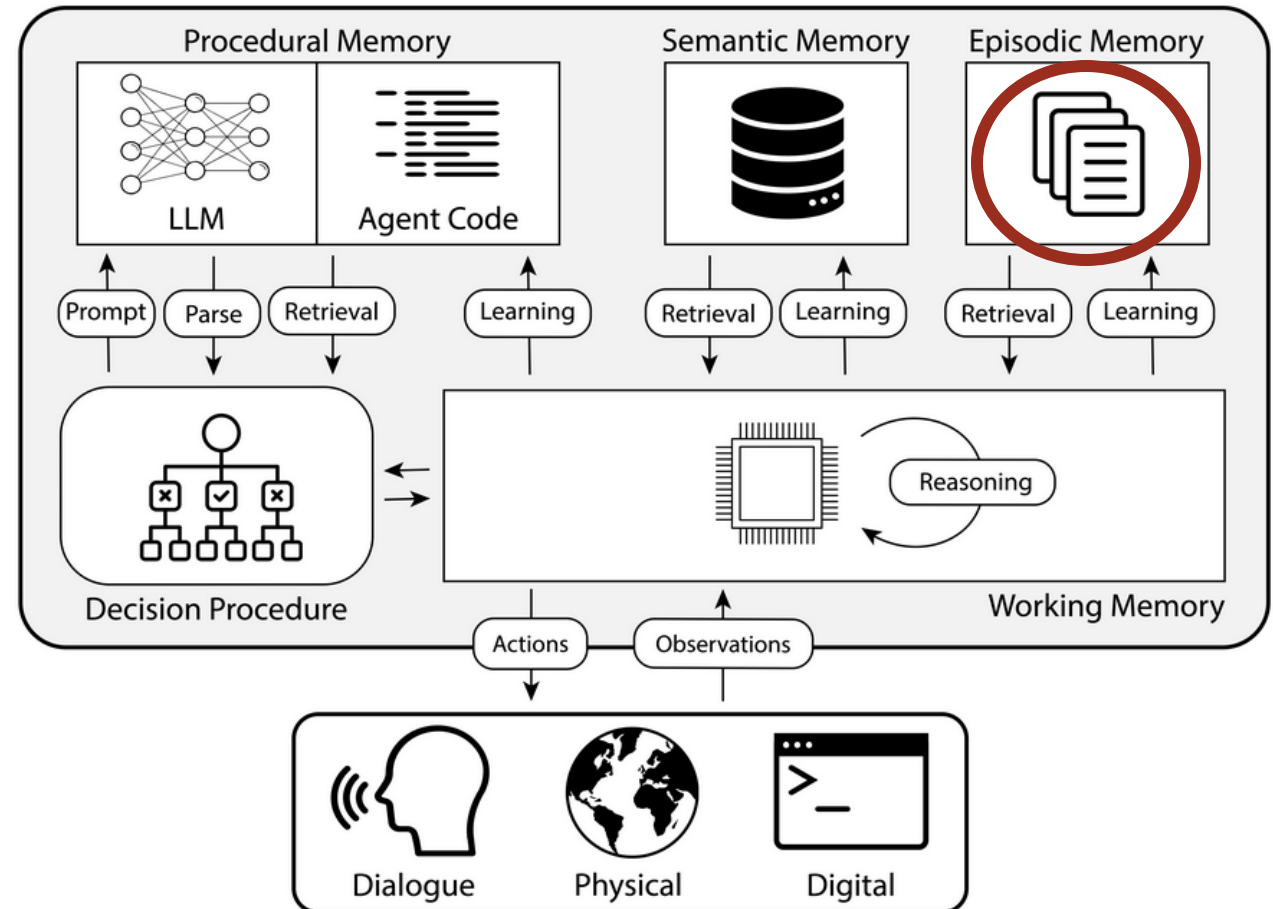 Procedural Memory
Semantic Memory
Episodic Memory
LLM
Agent Code
Prompt
Parse
Retrieval
Learning
Retrieval
Learning
Retrieval
Learning
Reasoning
Decision Procedure
Working Memory
Actions
Observations
>_
Dialogue
Physical
Digital